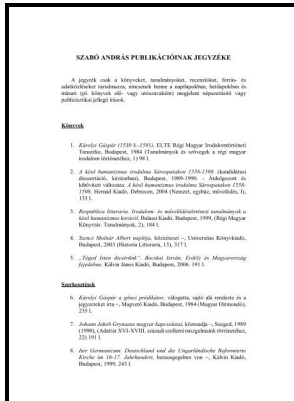 SZABÓ ANDRÁS PUBLIKÁCIÓINAK JEGYZÉKE
A jegyzék csak a könyveket, tanulmányokat, recenziókat, forrás- és
adatközléseket tartalmazza, nincsenek benne a napilapokban, hetilapokban és
másutt (pl. könyvek elő- vagy utószavaként) megjelent népszerűsítő vagy
publicisztikai jellegű írások.
Könyvek
1. Károlyi Gáspár (1530 k.-1591), ELTE Régi Magyar Irodalomtörténeti
Tanszéke, Budapest, 1984 (Tanulmányok és szövegek a régi magyar
irodalom történetéhez, 1) 98 l.
2. A késő humanizmus irodalma Sárospatakon 1558-1598. (kandidátusi
disszertáció, kéziratban), Budapest, 1989-1990. - Átdolgozott és
kibővített változata: A késő humanizmus irodalma Sárospatakon 1558-
1598, Hernád Kiadó, Debrecen, 2004 (Nemzet, egyház, művelődés, I),
133 l.
3. Respublica litteraria. Irodalom- és művelődéstörténeti tanulmányok a
késő humanizmus koráról, Balassi Kiadó, Budapest, 1999, (Régi Magyar
Könyvtár. Tanulmányok, 2), 184 l.
4. Szenci Molnár Albert naplója, közzéteszi –, Universitas Könyvkiadó,
Budapest, 2003 (Historia Litteraria, 13), 317 l.
5. „Téged Isten dicsérünk”. Bocskai István, Erdély és Magyarország
fejedelme, Kálvin János Kiadó, Budapest, 2006. 191 l.
Szerkesztések
6. Károlyi Gáspár a gönci prédikátor, válogatta, sajtó alá rendezte és a
jegyzeteket írta –, Magvető Kiadó, Budapest, 1984 (Magyar Hírmondó),
235 l.
7. Johann Jakob Grynaeus magyar kapcsolatai, közreadja –, Szeged, 1989
(1990), (Adattár XVI-XVIII. századi szellemi mozgalmaink történetéhez,
22) 191 l.
8. Iter Germanicum. Deutschland und die Ungarländische Reformierte
Kirche im 16-17. Jahrhundert, herausgegeben von –, Kálvin Kiadó,
Budapest, 1999, 243 l.